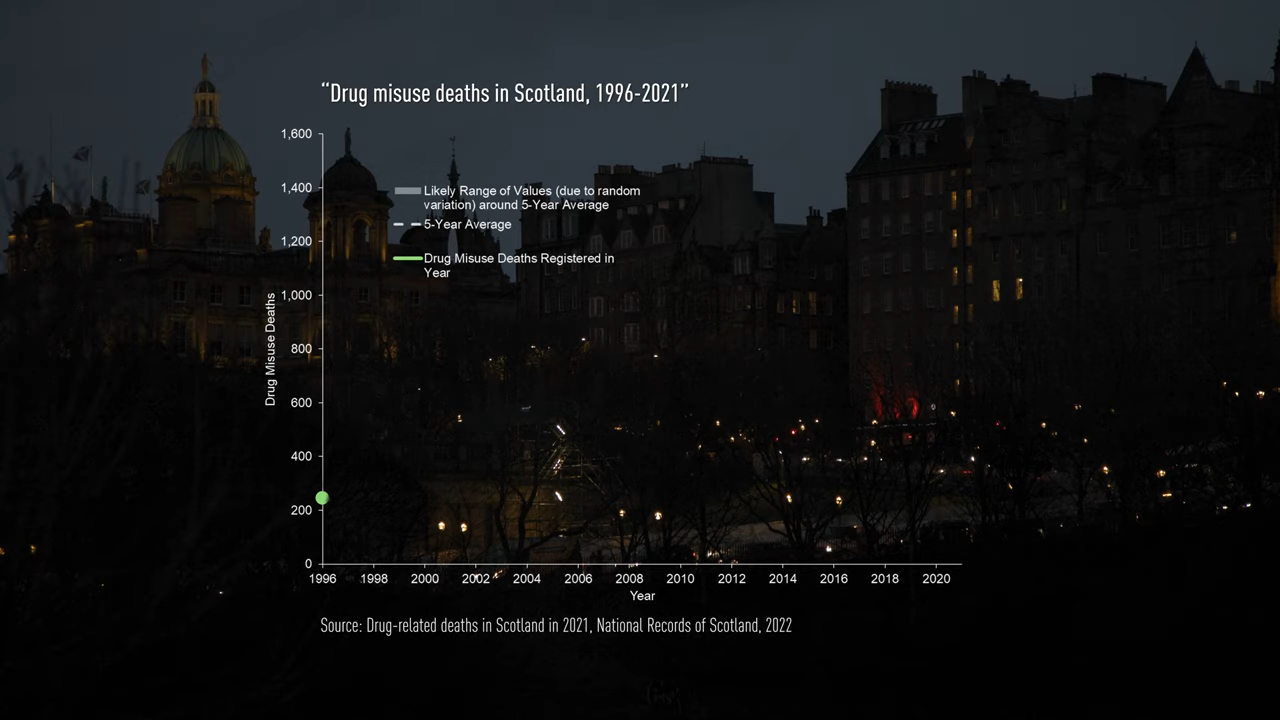 “Drug misuse deaths in Scotland, 1996-2021”
1,600
1,400
1,200
1,000
800
600
400
200
0
Drug Misuse Deaths
Likely Range of Values (due to random
variation) around 5-Year Average
5-Year Average
Drug Misuse Deaths Registered in
Year
1996 1998 2000 2002 2004 2006 2008 2010 2012 2014 2016 2018 2020
Year
Source: Drug-related deaths in Scotland in 2021, National Records of Scotland, 2022